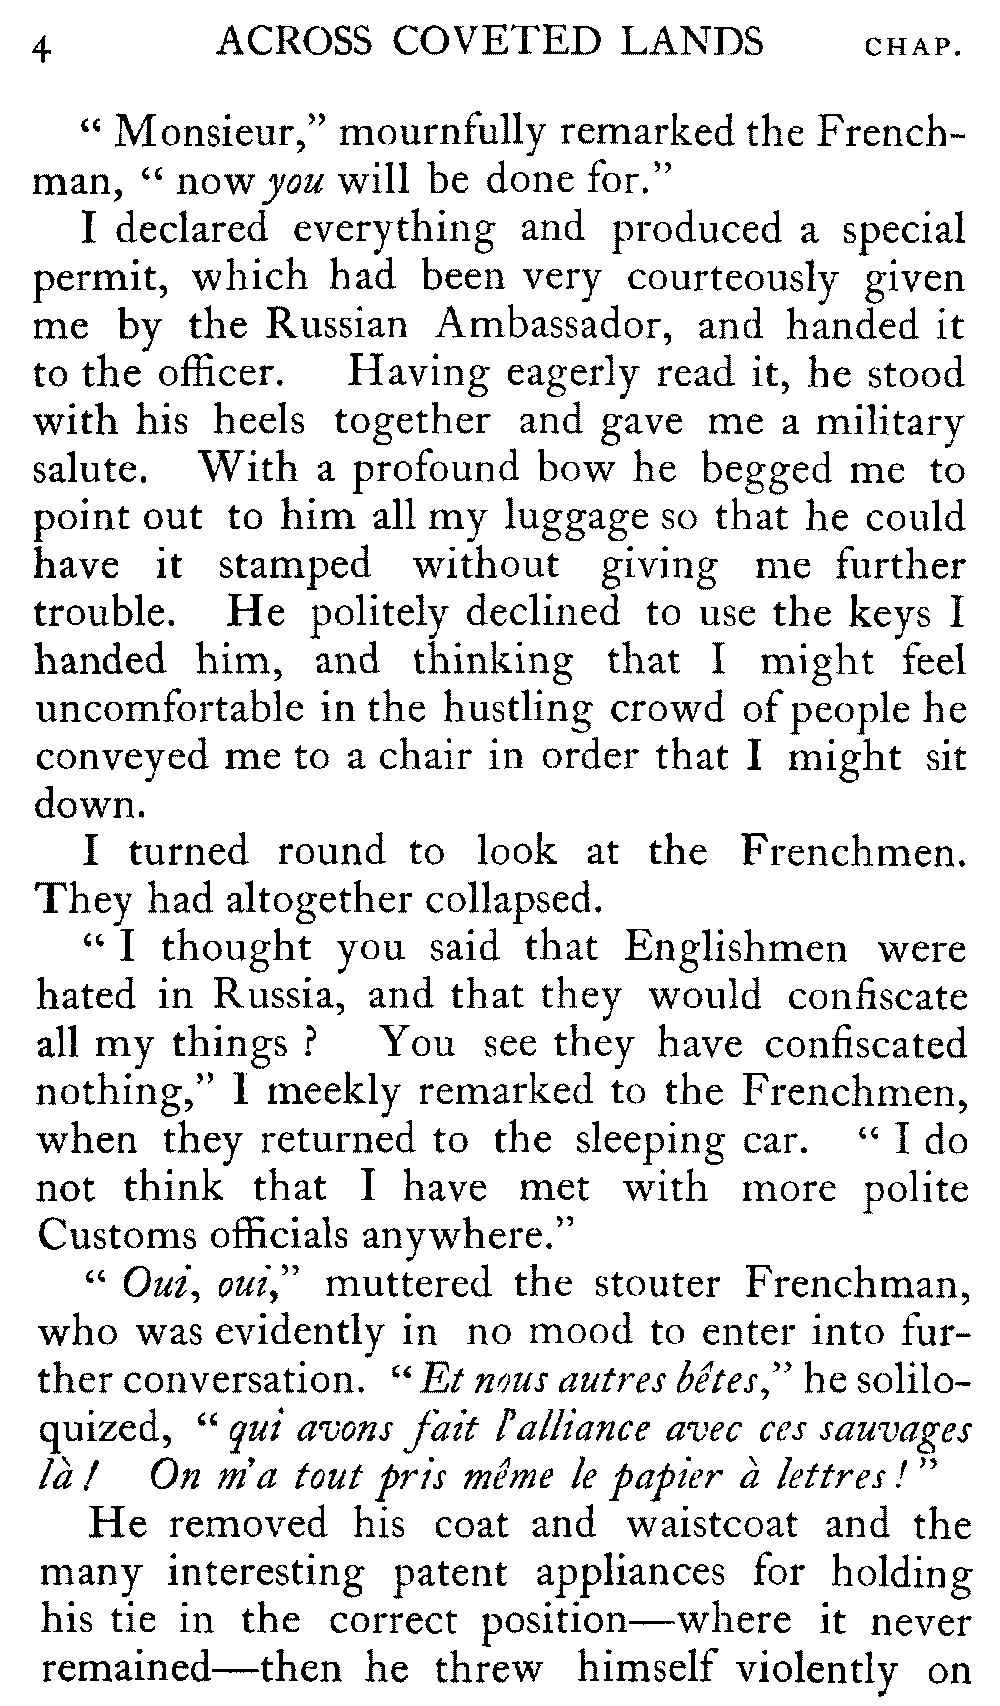 4 ACROSS COVETED LANDS CHAP.
“ Monsieur,” mournfully remarked the French-
man, “ now you will be done for.”
I declared everything and produced a special
permit, which had been very courteously given
me by the Russian Ambassador, and handed it
to the officer. Having eagerly read it, he stood
with his heels together and gave me a military
salute. With a profound bow he begged me to
point out to him all my luggage so that he could
have it stamped without giving me further
trouble. He politely declined to use the keys I
handed him, and thinking that I might feel
uncomfortable in the hustling crowd of people he
conveyed me to a chair in order that I might sit
down.
I turned round to look at the Frenchmen.
They had altogether collapsed.
“ I thought you said that Englishmen were
hated in Russia, and that they would confiscate
all my things ? You see they have confiscated
nothing,” I meekly remarked to the Frenchmen,
when they returned to the sleeping car. “ I do
not think that I have met with more polite
Customs officials anywhere.”
“ Oui, oui,” muttered the stouter Frenchman,
who was evidently in no mood to enter into fur-
ther conversation. “ Et nous autres bêtes,” he solilo-
quized, “ qui avons fait l'alliance avec ces sauvages
là ! On m'a tout pris même le papier à lettres ! ”
He removed his coat and waistcoat and the
many interesting patent appliances for holding
his tie in the correct position—where it never
remained—then he threw himself violently on